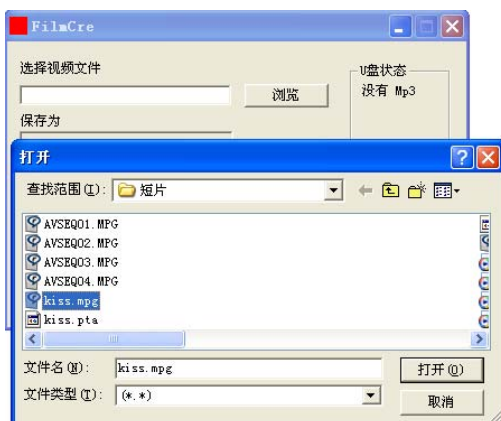 FilmCre
选择视频文件
浏览
U盘状态
没有 Mp3
保存为
打开
查找范围(I):
短片
AVSEQ01.MPG
AVSEQ02.MPG
AVSEQ03.MPG
AVSEQ04.MPG
kiss.mpg
kiss.pta
文件名(N):
kiss.mpg
打开(O)
文件类型(T):
(*.*)
取消